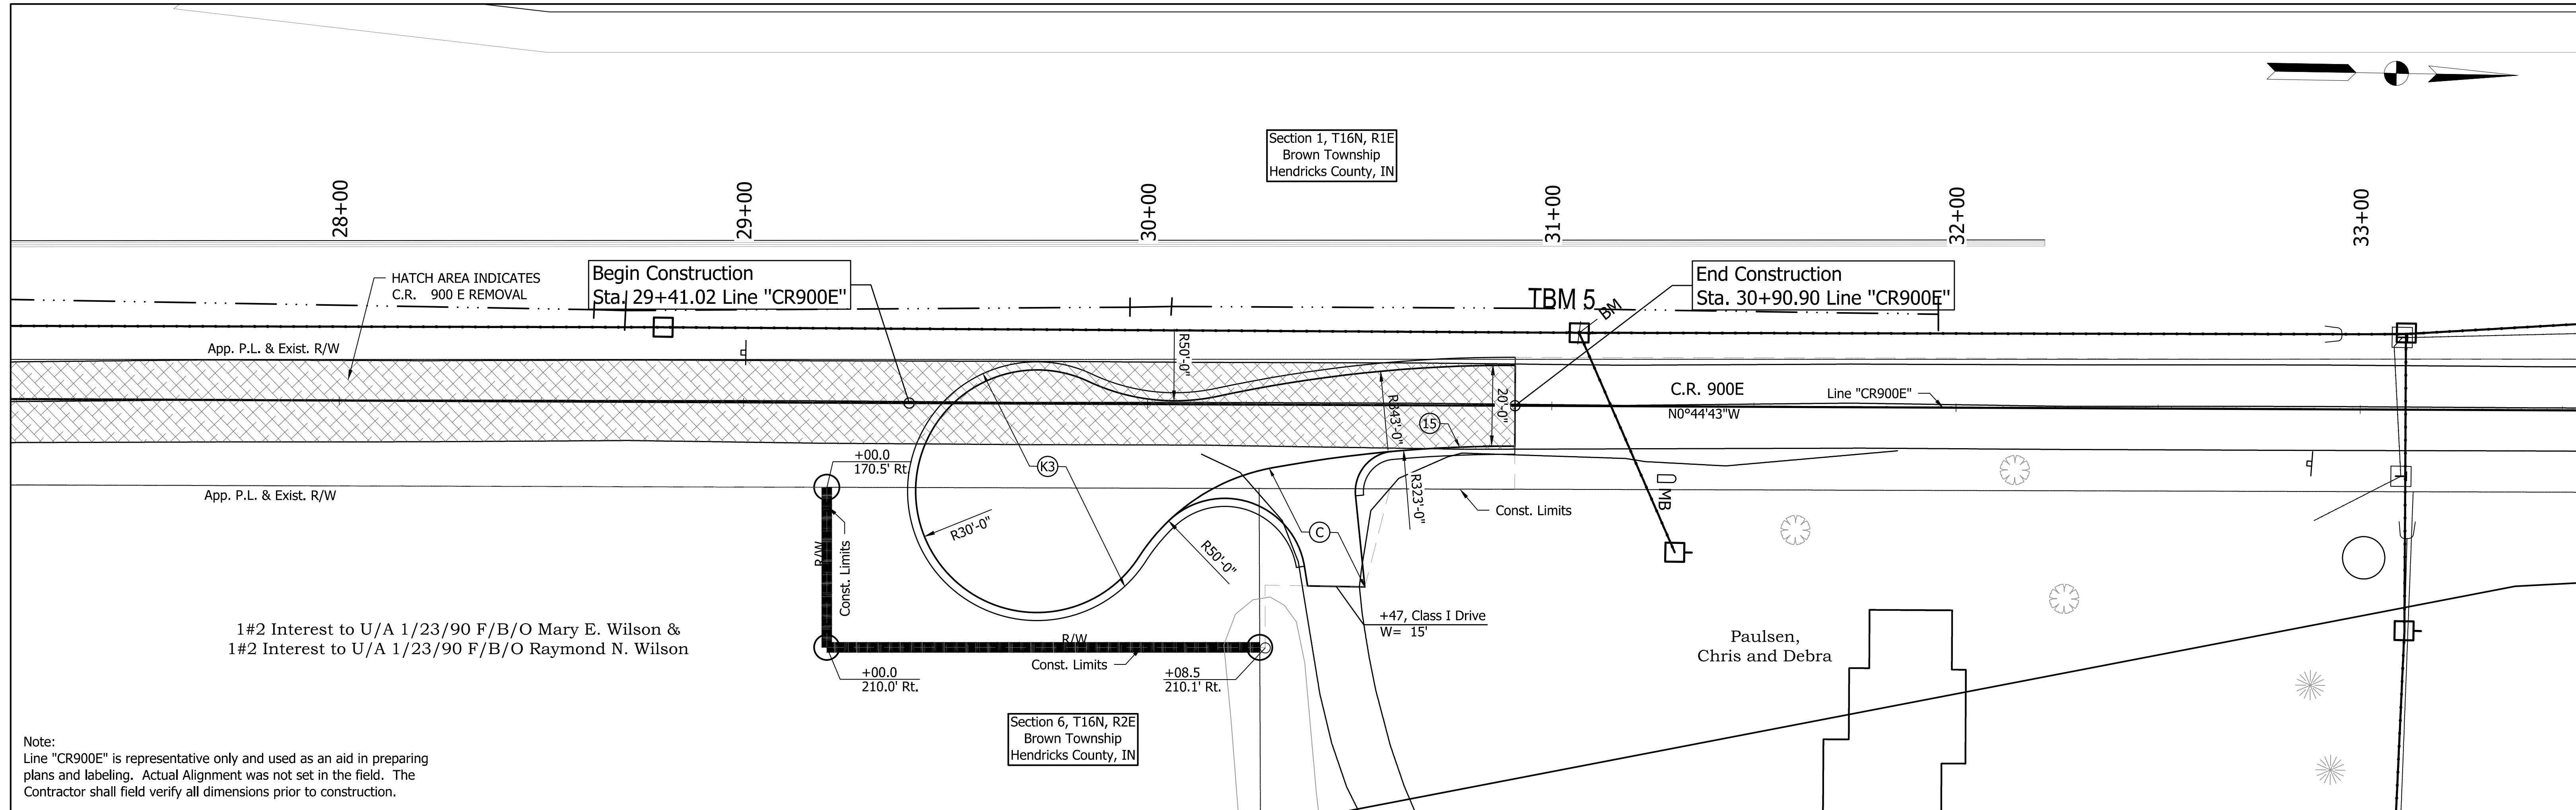 Section 1, T16N, R1E
Brown Township
Hendricks County, IN
28+00
29+00
30+00
31+00
32+00
33+00
HATCH AREA INDICATES
C.R. 900 E REMOVAL
Begin Construction
Sta. 29+41.02 Line "CR900E"
End Construction
Sta. 30+90.90 Line "CR900E"
TBM 5
BM
App. P.L. & Exist. R/W
R50'-0"
R343'-0"
20'-0"
C.R. 900E
N0°44'43"W
Line "CR900E"
15
+00.0
170.5' Rt
K3
App. P.L. & Exist. R/W
R323'-0"
MB
Const. Limits
R30'-0"
R50'-0"
C
R/W
Const. Limits
+47, Class I Drive
W= 15'
1#2 Interest to U/A 1/23/90 F/B/O Mary E. Wilson &
1#2 Interest to U/A 1/23/90 F/B/O Raymond N. Wilson
R/W
Const. Limits
Paulsen,
Chris and Debra
+00.0
210.0' Rt.
+08.5
210.1' Rt.
Section 6, T16N, R2E
Brown Township
Hendricks County, IN
Note:
Line "CR900E" is representative only and used as an aid in preparing
plans and labeling. Actual Alignment was not set in the field. The
Contractor shall field verify all dimensions prior to construction.